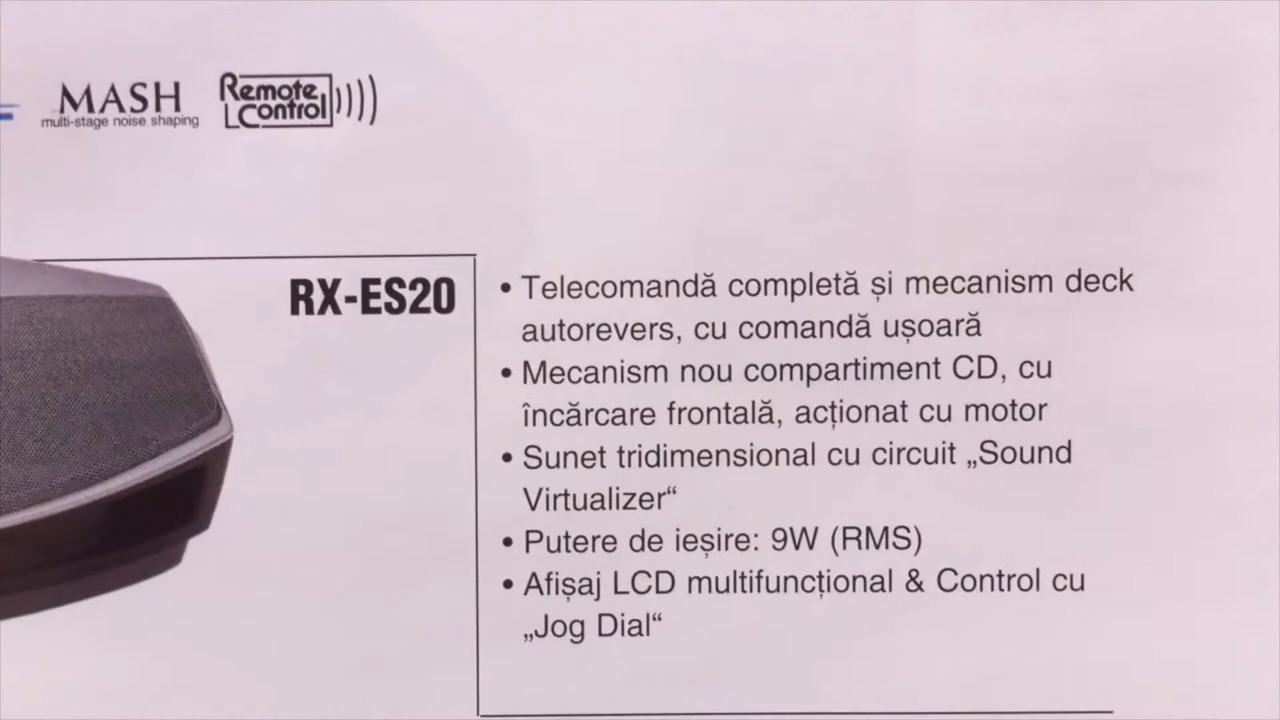 MASH
multi-stage noise shaping
Remote
Control
RX-ES20
• Telecomandă completă și mecanism deck
autorevers, cu comandă ușoară
• Mecanism nou compartiment CD, cu
încărcare frontală, acționat cu motor
• Sunet tridimensional cu circuit „Sound
Virtualizer“
• Putere de ieșire: 9W (RMS)
• Afișaj LCD multifuncțional & Control cu
„Jog Dial“